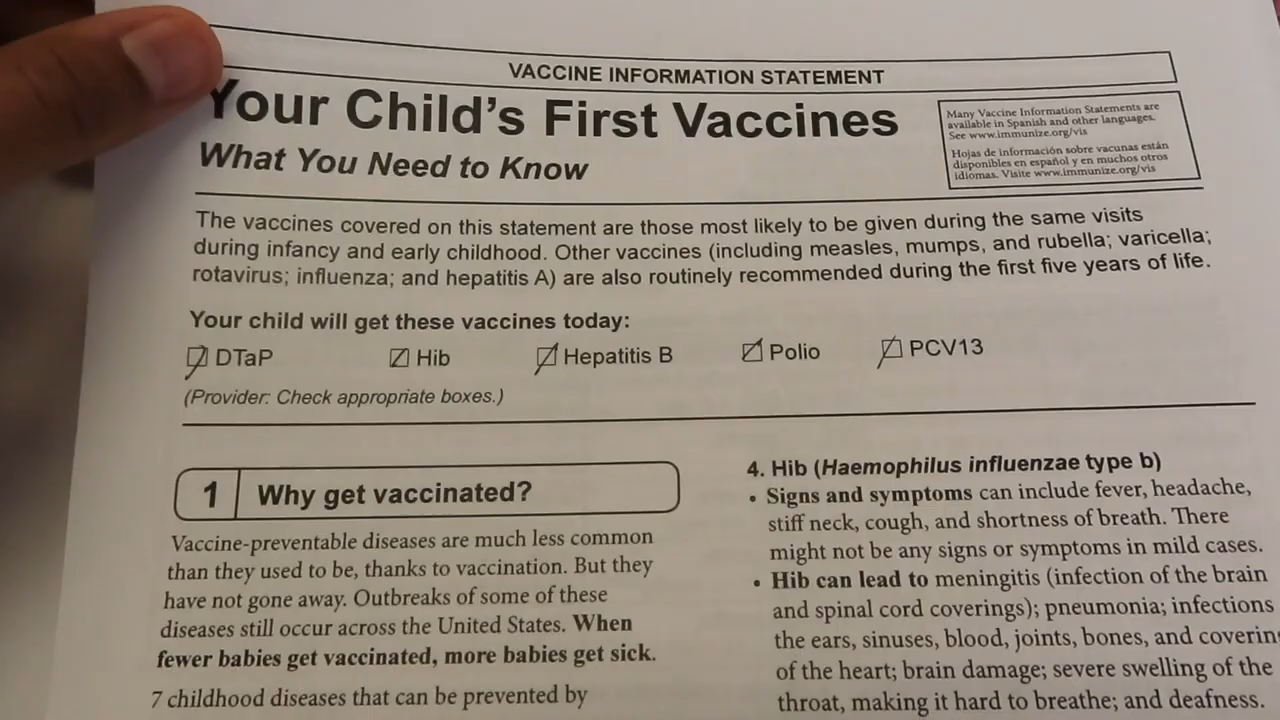 VACCINE INFORMATION STATEMENT
Your Child's First Vaccines
What You Need to Know
Many Vaccine Information Statements are
available in Spanish and other languages.
See www.immunize.org/vis
Hojas de información sobre vacunas están
disponibles en español y en muchos otros
idiomas. Visite www.immunize.org/vis
The vaccines covered on this statement are those most likely to be given during the same visits
during infancy and early childhood. Other vaccines (including measles, mumps, and rubella; varicella;
rotavirus; influenza; and hepatitis A) are also routinely recommended during the first five years of life.
Your child will get these vaccines today:
DTaP Hib Hepatitis B Polio PCV13
(Provider: Check appropriate boxes.)
1 Why get vaccinated?
Vaccine-preventable diseases are much less common
than they used to be, thanks to vaccination. But they
have not gone away. Outbreaks of some of these
diseases still occur across the United States. When
fewer babies get vaccinated, more babies get sick.
7 childhood diseases that can be prevented by
4. Hib (Haemophilus influenzae type b)
• Signs and symptoms can include fever, headache,
stiff neck, cough, and shortness of breath. There
might not be any signs or symptoms in mild cases.
• Hib can lead to meningitis (infection of the brain
and spinal cord coverings); pneumonia; infections
the ears, sinuses, blood, joints, bones, and coverin
of the heart; brain damage; severe swelling of the
throat, making it hard to breathe; and deafness.